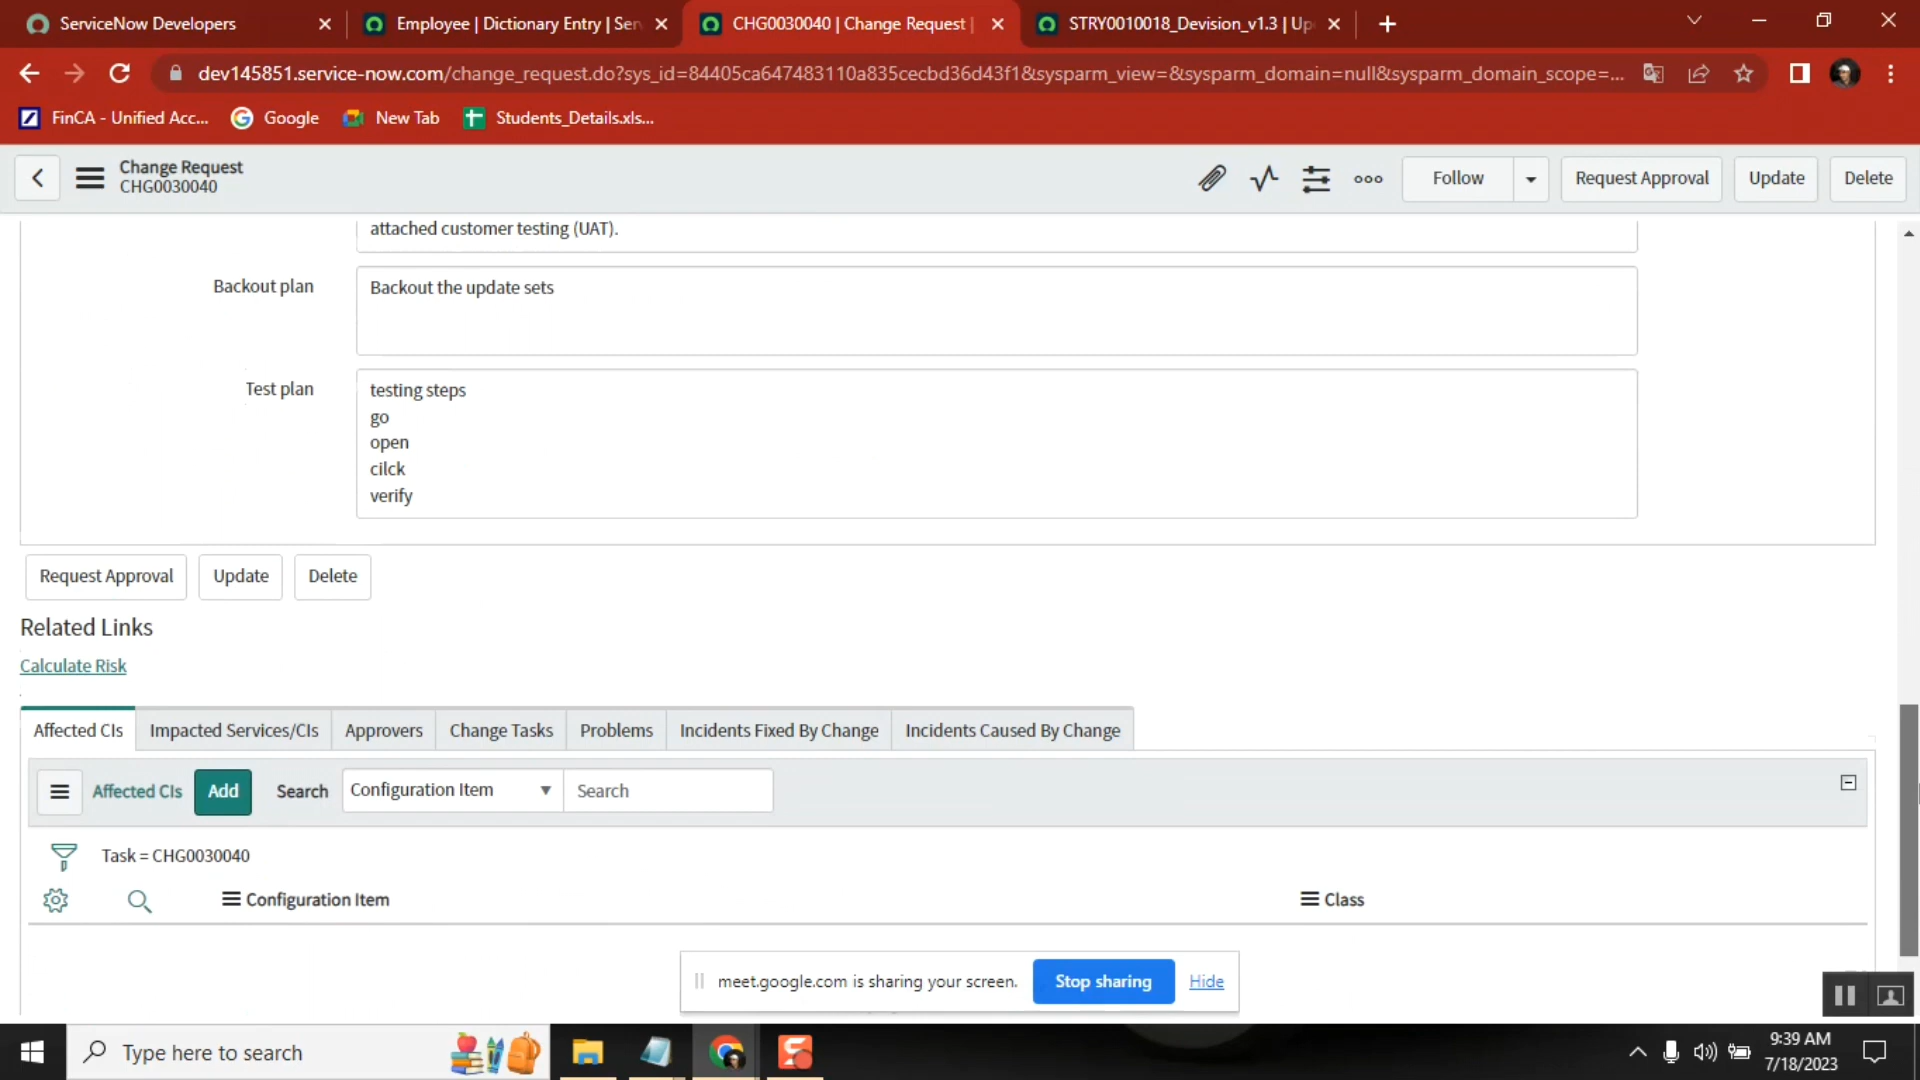 ServiceNow Developers
Employee | Dictionary Entry | Ser
CHG0030040 | Change Request |
STRY0010018_Devision_v1.3 | Up
dev145851.service-now.com/change_request.do?sys_id=84405ca647483110a835cecbd36d43f1&sysparm_view=&sysparm_domain=null&sysparm_domain_scope=...
FinCA - Unified Acc...
Google
New Tab
Students_Details.xls...
Change Request
CHG0030040
Follow
Request Approval
Update
Delete
attached customer testing (UAT).
Backout plan
Backout the update sets
Test plan
testing steps
go
open
cilck
verify
Request Approval
Update
Delete
Related Links
Calculate Risk
Affected CIs
Impacted Services/CIs
Approvers
Change Tasks
Problems
Incidents Fixed By Change
Incidents Caused By Change
Affected CIs
Add
Search
Configuration Item
Search
Task = CHG0030040
Configuration Item
Class
meet.google.com is sharing your screen.
Stop sharing
Hide
Type here to search
9:39 AM
7/18/2023